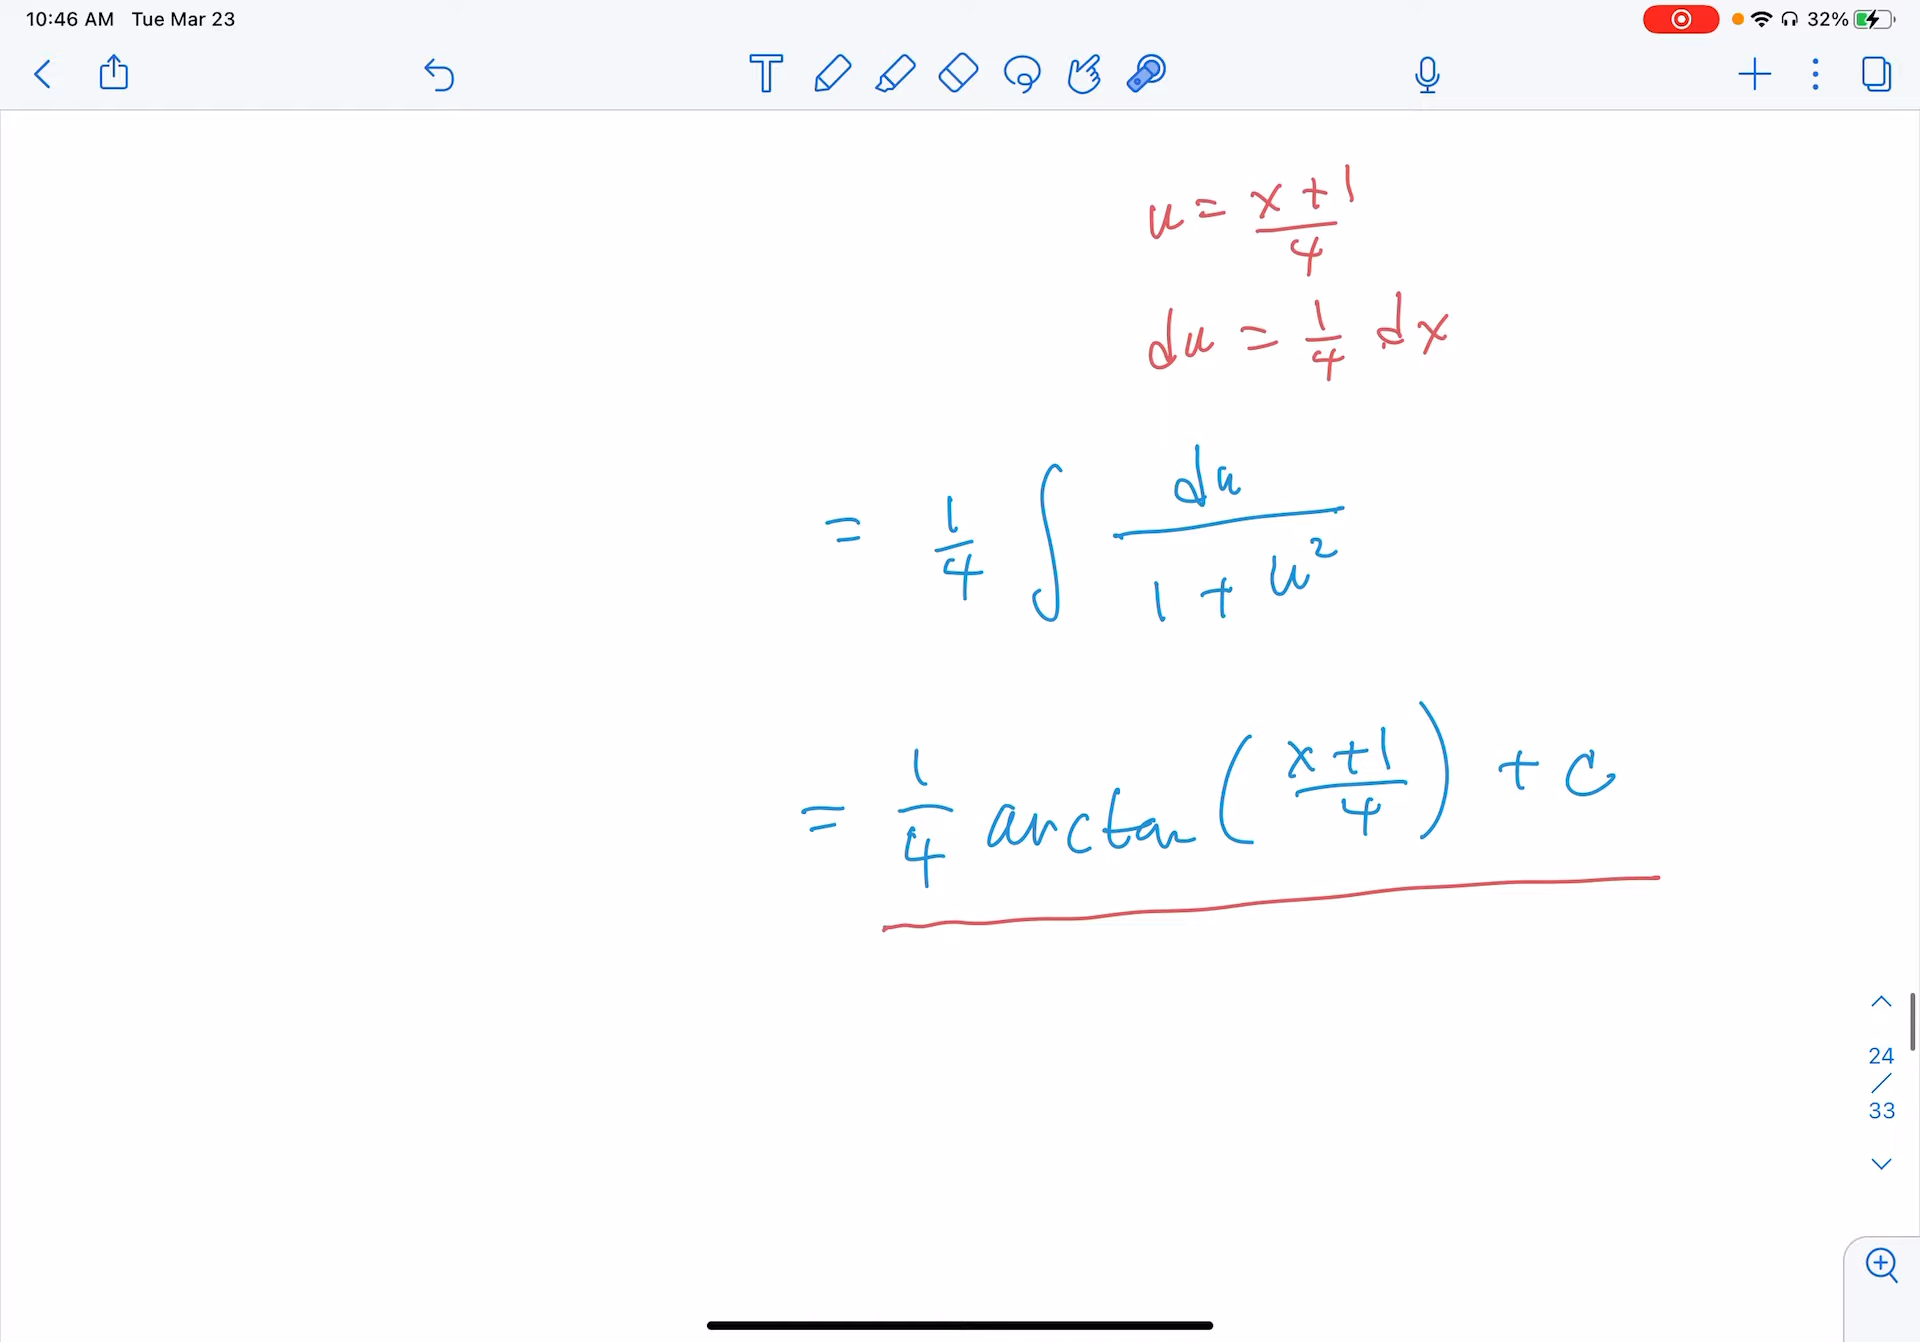 10:46 AM Tue Mar 23
32%
u = x + 1 / 4
du = 1/4 dx
= 1/4 ∫ du / 1 + u²
= 1/4 arctan ( x + 1 / 4 ) + C
24
/
33